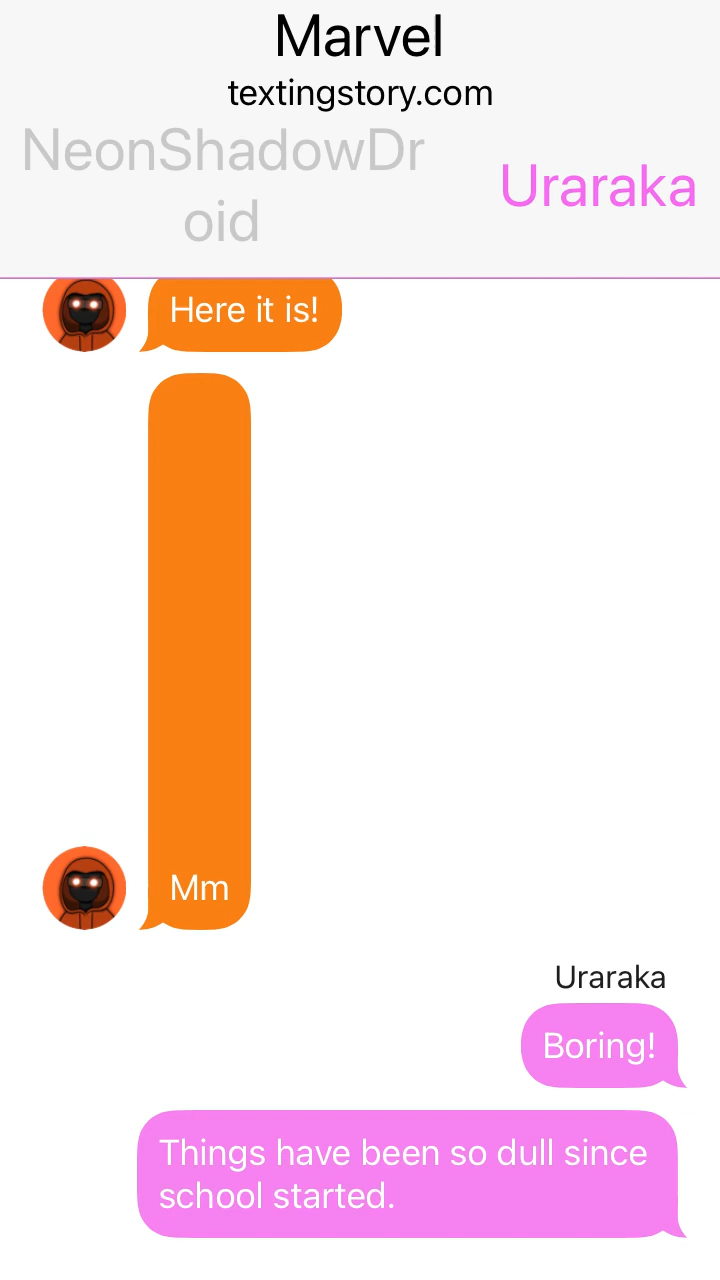 Marvel
textingstory.com
NeonShadowDr
oid
Uraraka
Here it is!
Mm
Uraraka
Boring!
Things have been so dull since
school started.